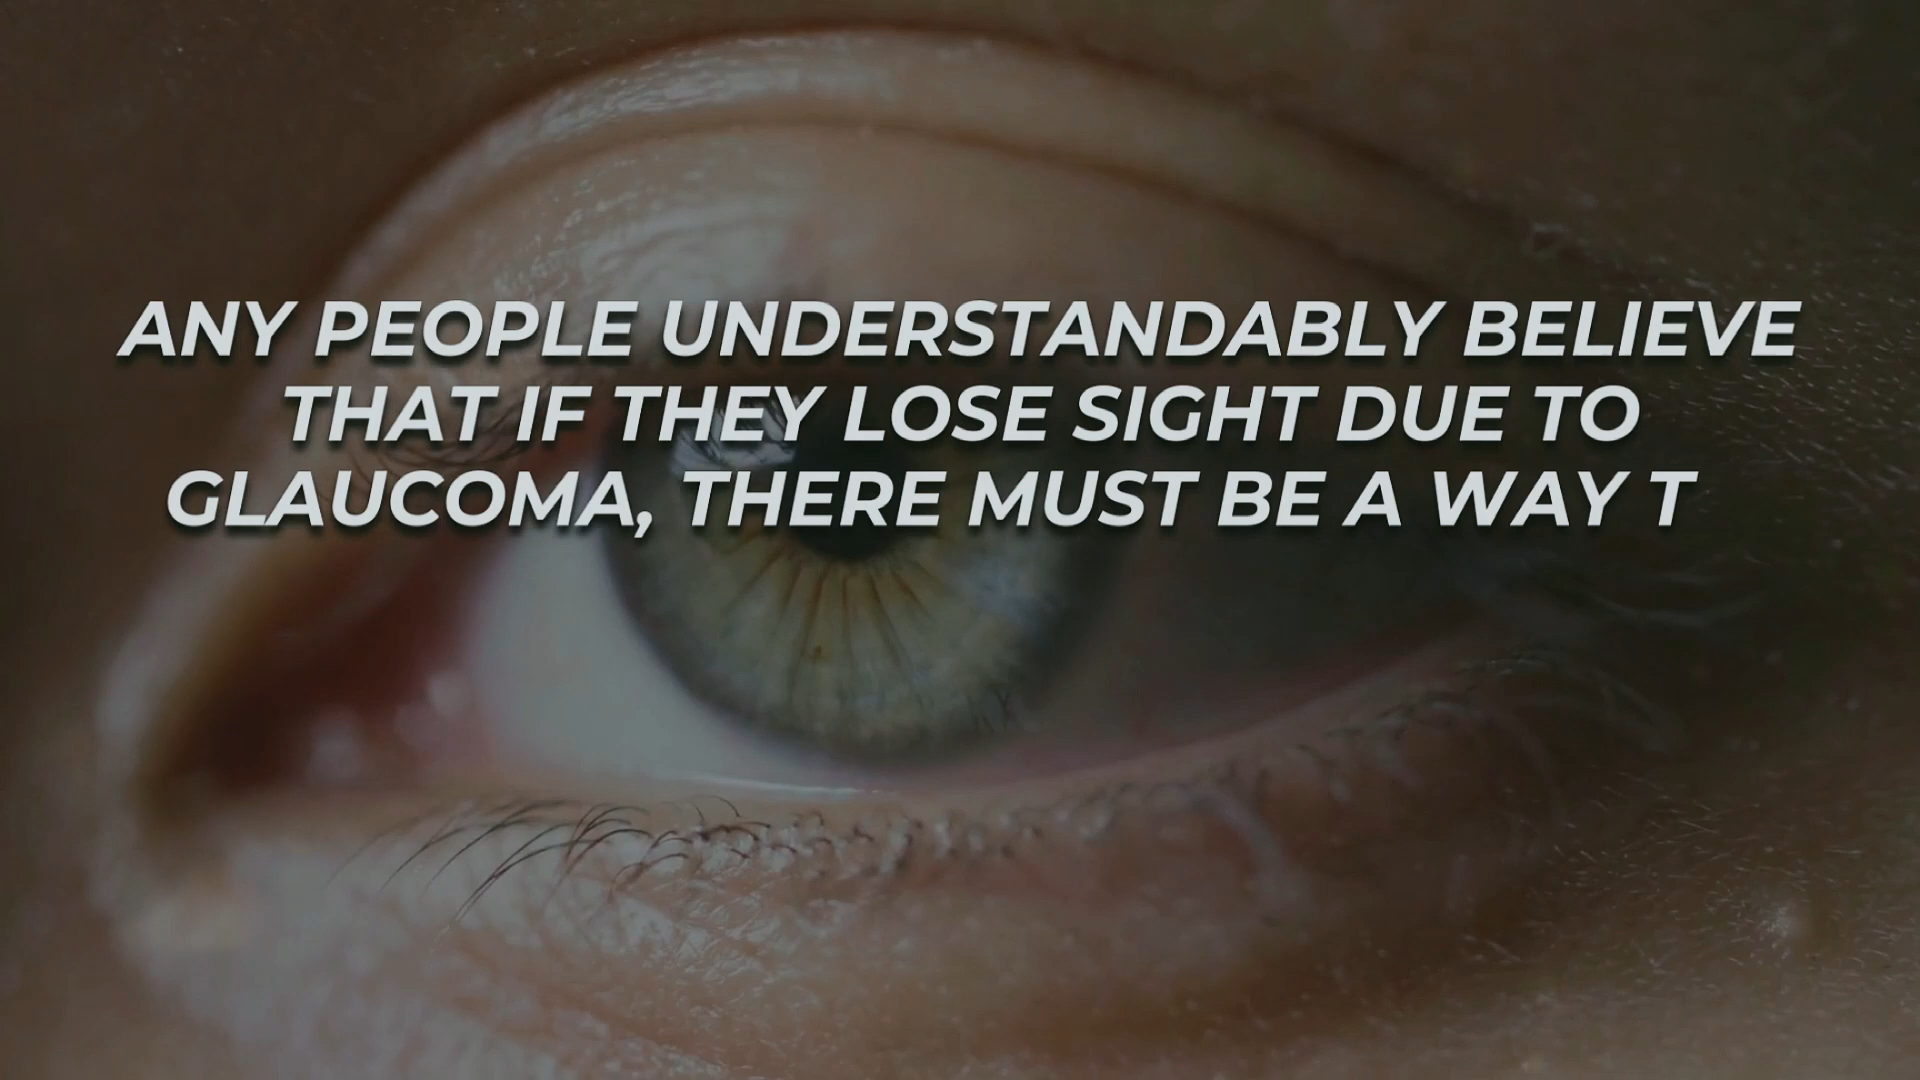 ANY PEOPLE UNDERSTANDABLY BELIEVE
THAT IF THEY LOSE SIGHT DUE TO
GLAUCOMA, THERE MUST BE A WAY T